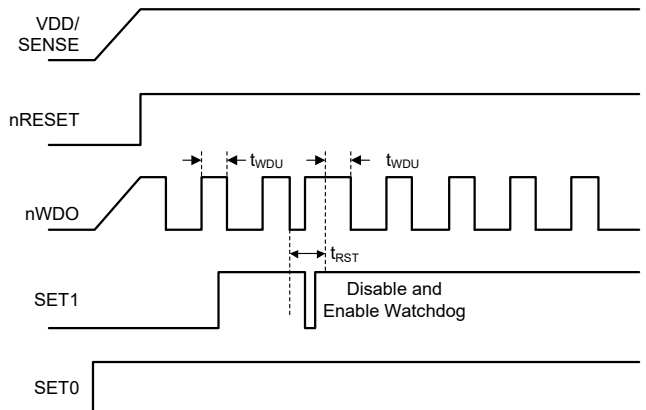 VDD/
SENSE
nRESET
tWDU
tWDU
nWDO
tRST
SET1
Disable and
Enable Watchdog
SET0